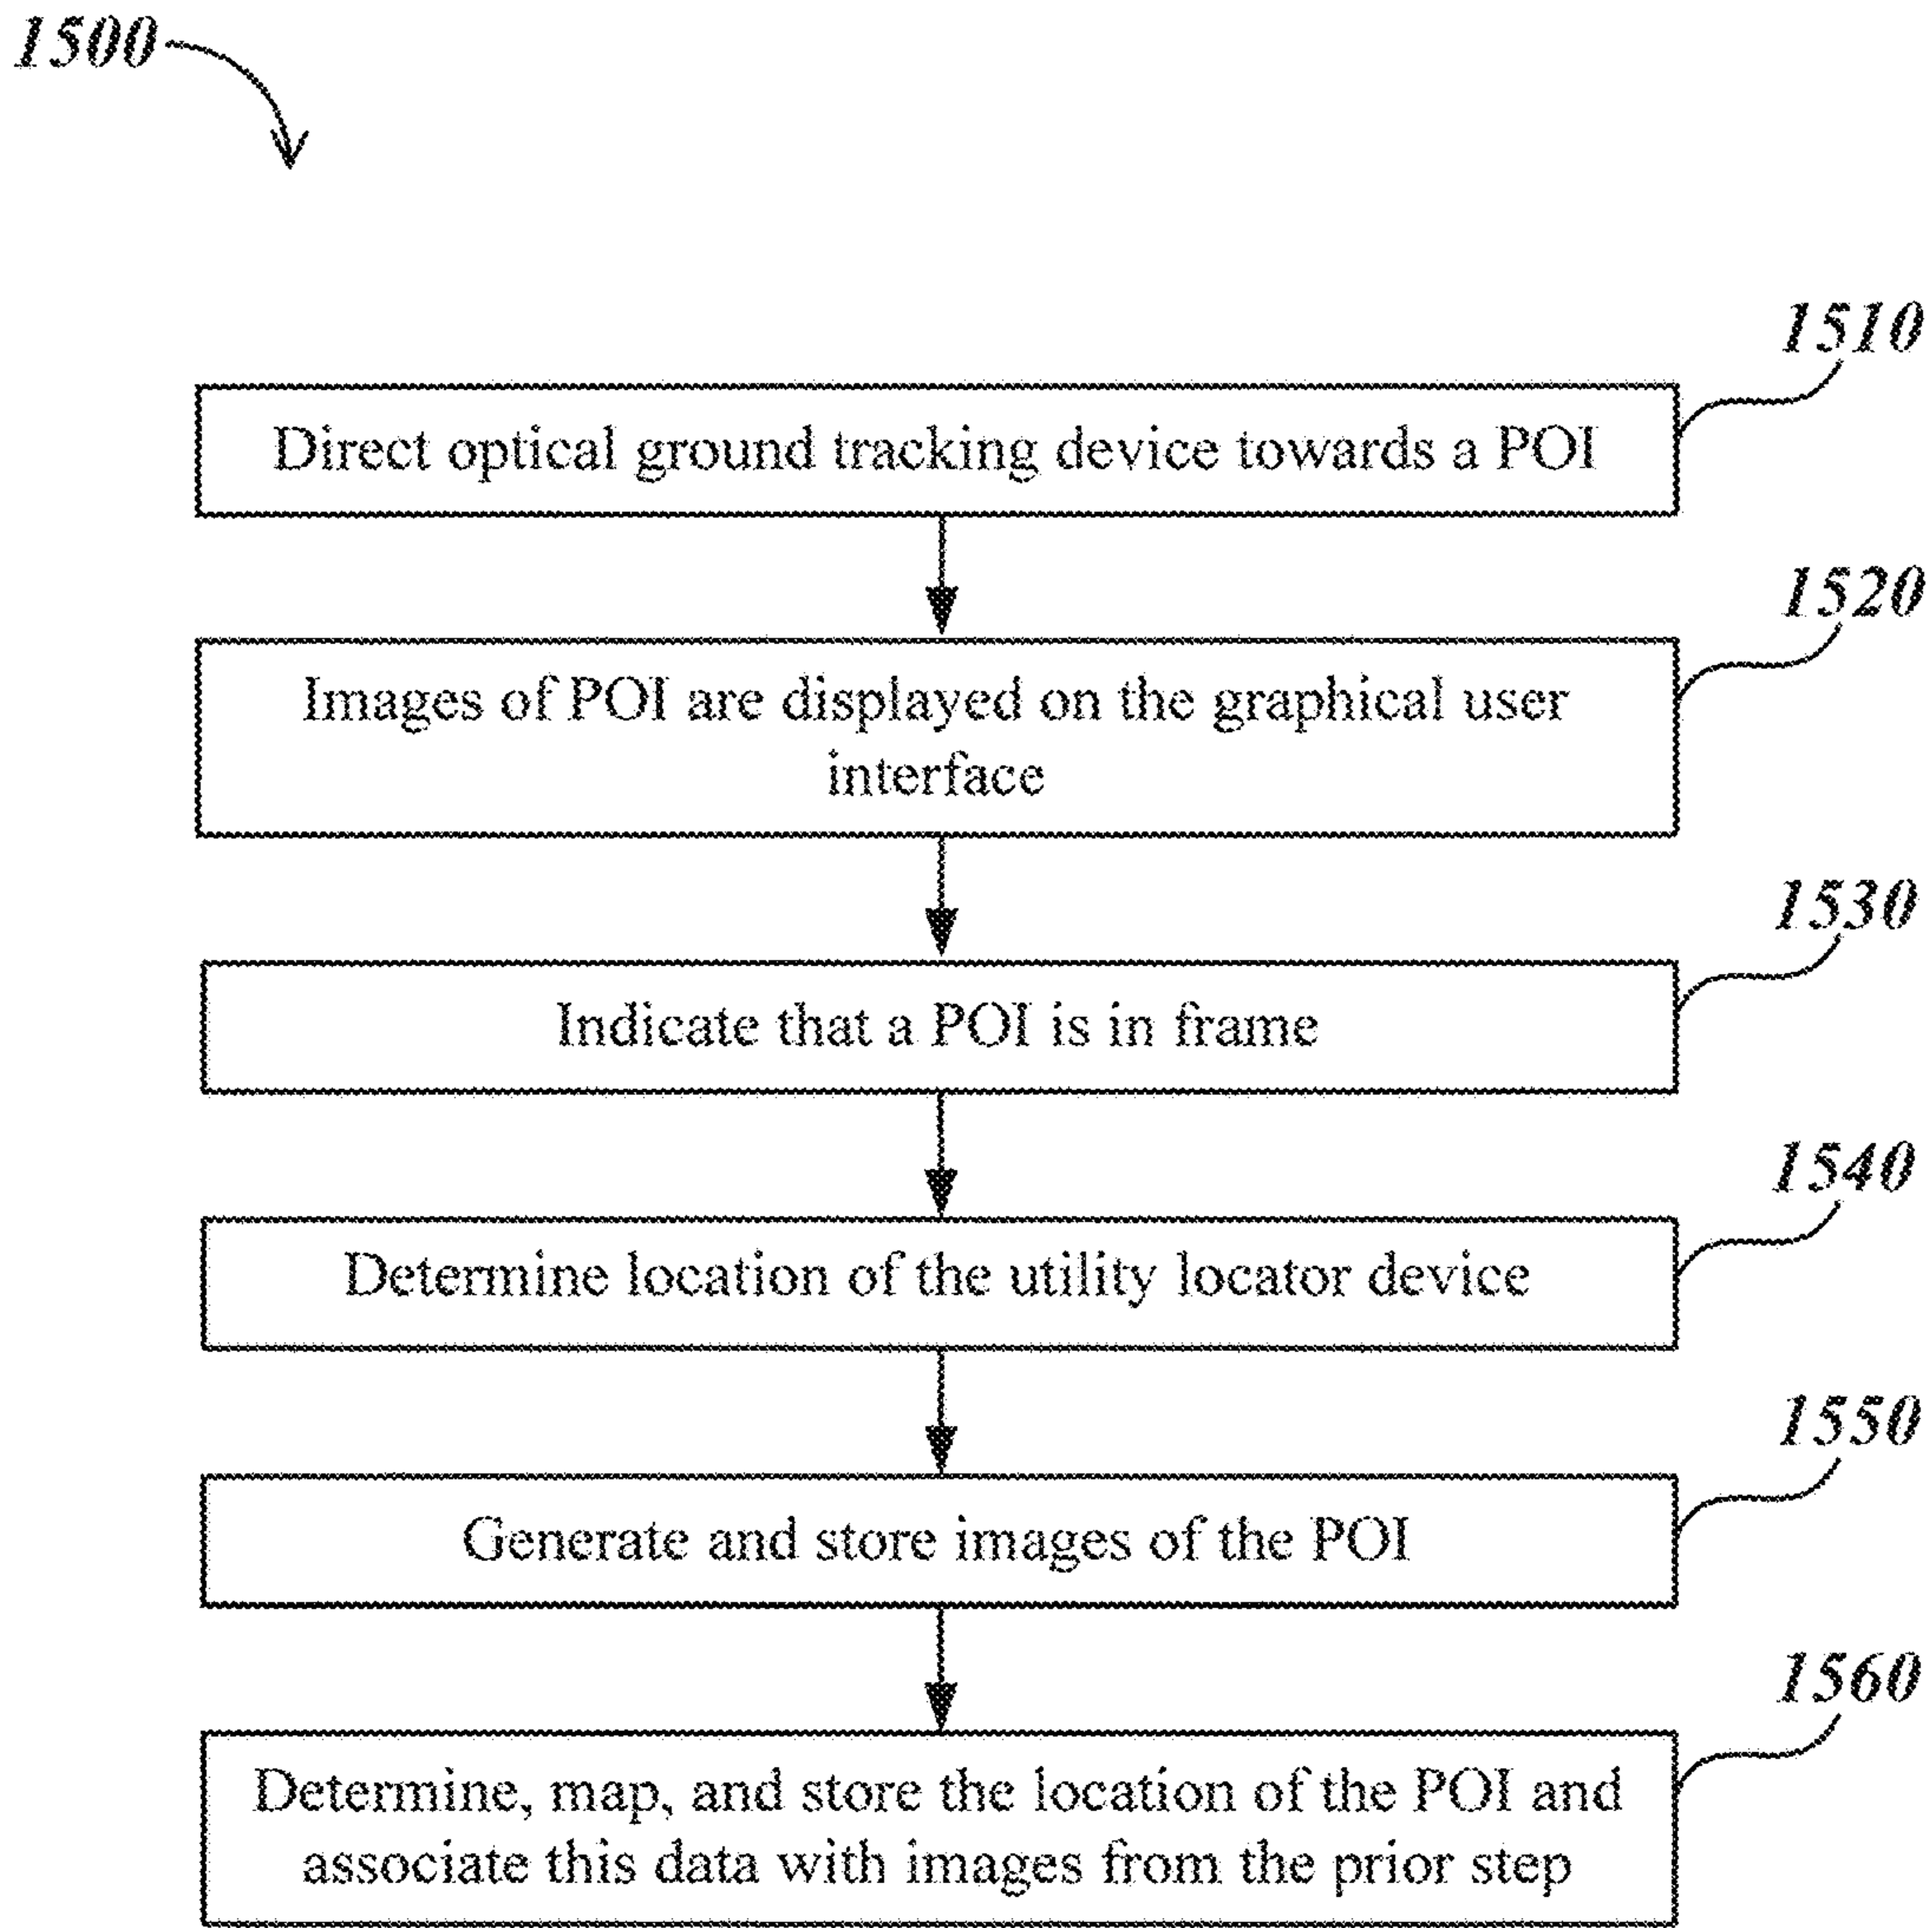 1500
1510
Direct optical ground tracking device towards a POI
1520
Images of POI are displayed on the graphical user
interface
1530
Indicate that a POI is in frame
1540
Determine location of the utility locator device
1550
Generate and store images of the POI
1560
Determine, map, and store the location of the POI and
associate this data with images from the prior step